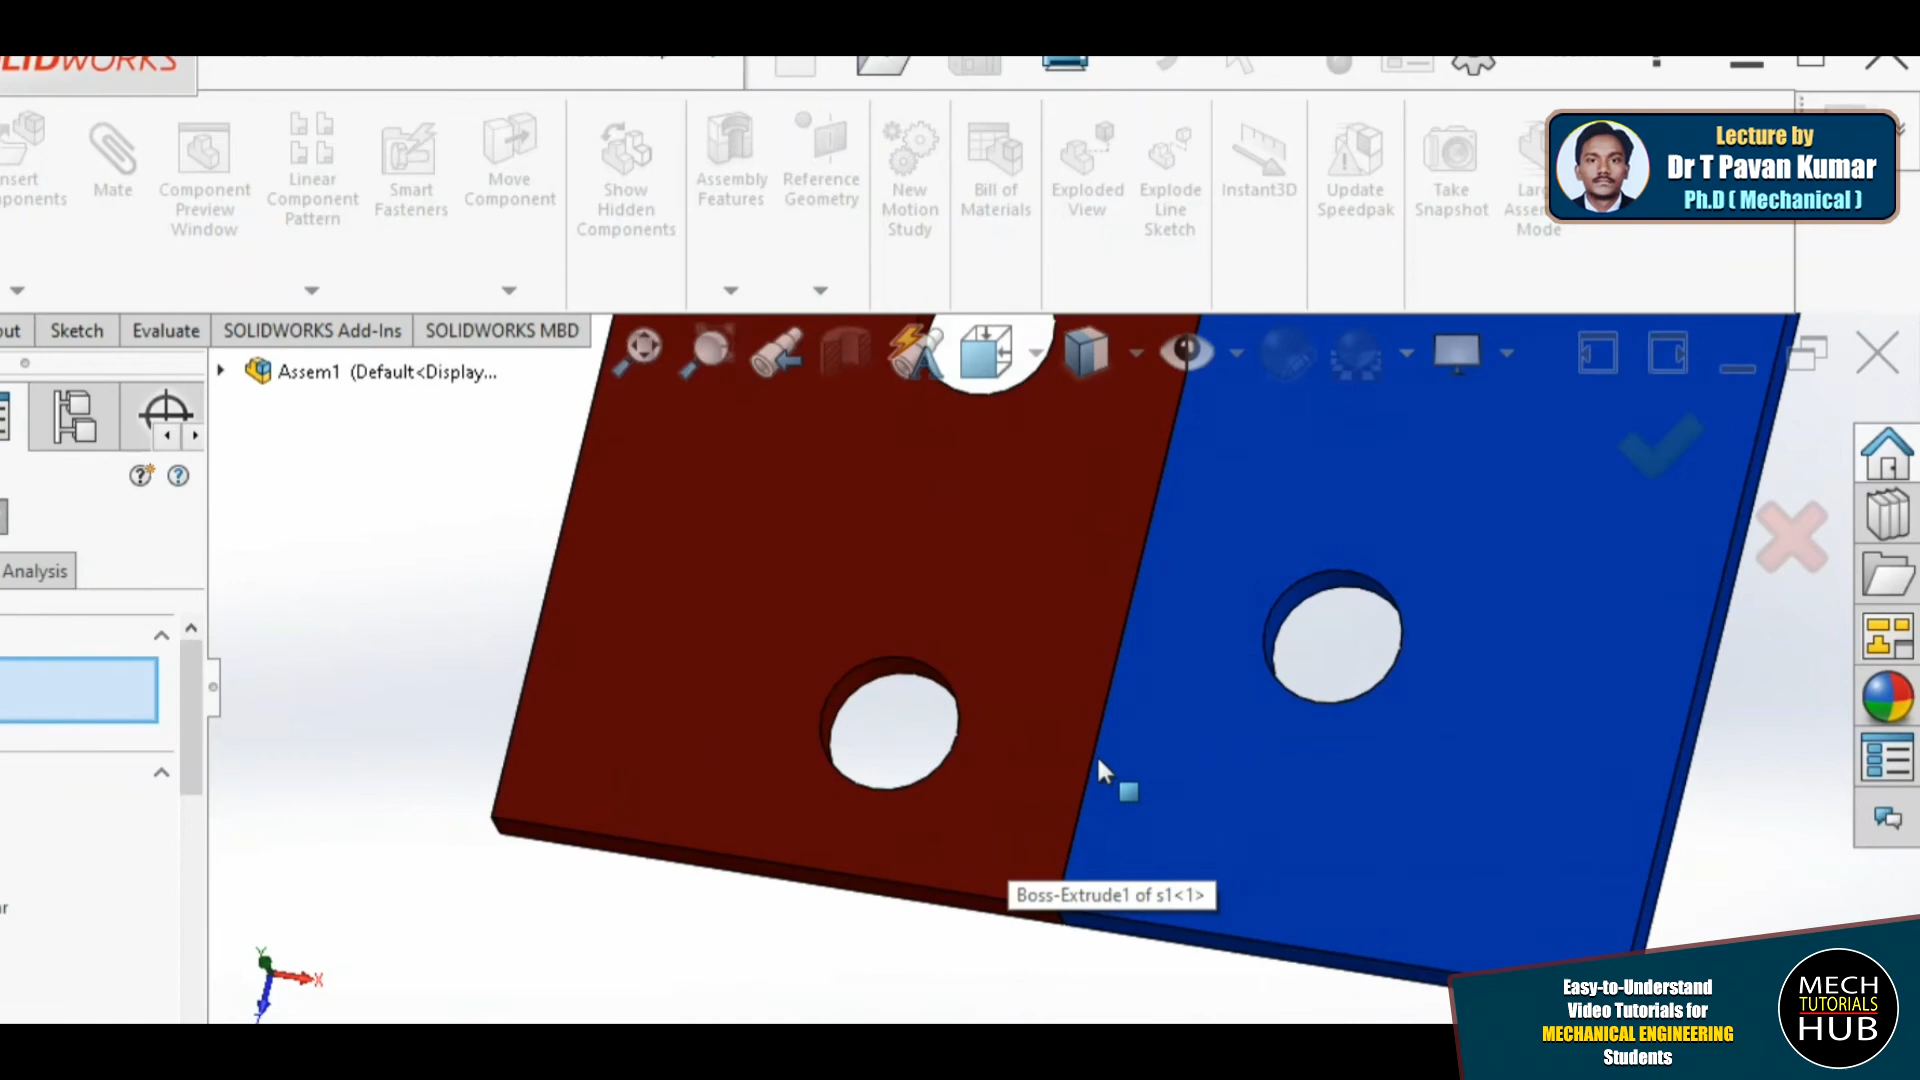 Lecture by
Dr T Pavan Kumar
Ph.D ( Mechanical )
Mate
Component
Preview
Window
Linear
Component
Pattern
Smart
Fasteners
Move
Component
Show
Hidden
Components
Assembly
Features
Reference
Geometry
New
Motion
Study
Bill of
Materials
Exploded
View
Explode
Line
Sketch
Instant3D
Update
Speedpak
Take
Snapshot
Mode
Sketch
Evaluate
SOLIDWORKS Add-Ins
SOLIDWORKS MBD
Assem1 (Default<Display...
Analysis
Boss-Extrude1 of s1<1>
Y
X
Easy-to-Understand
Video Tutorials for
MECHANICAL ENGINEERING
Students
MECH
TUTORIALS
HUB